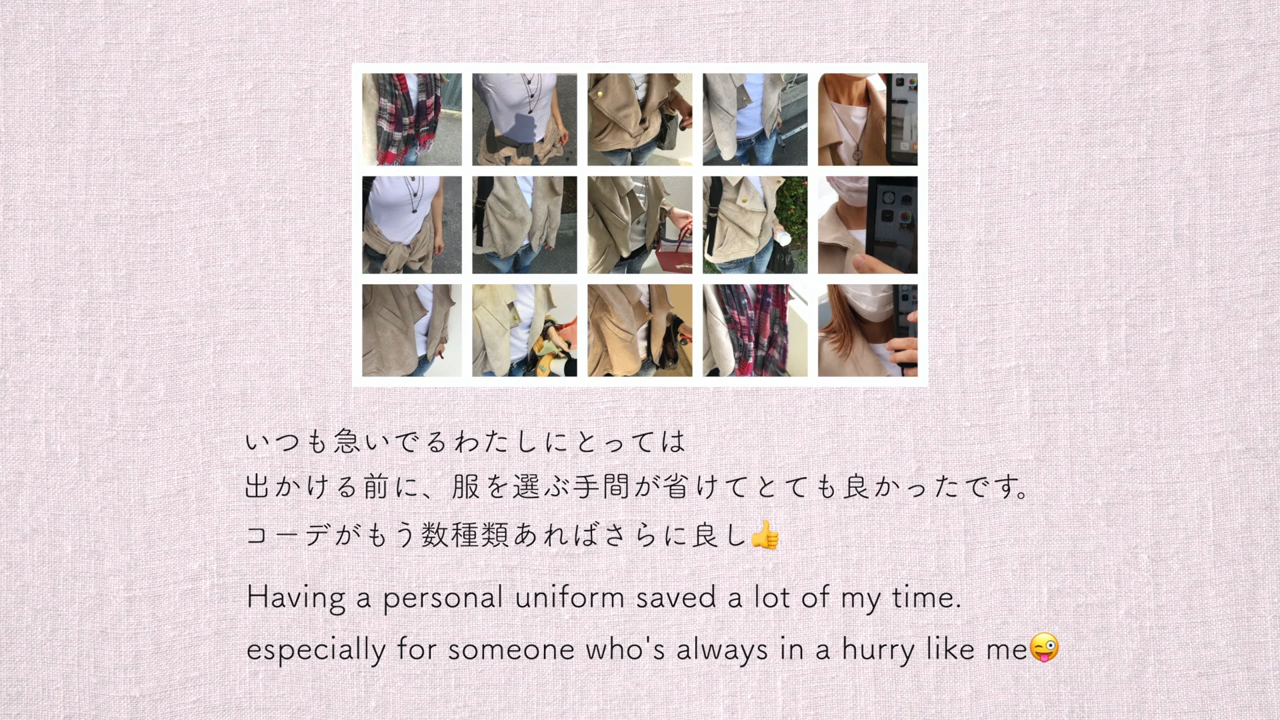 いつも急いでるわたしにとっては
出かける前に、服を選ぶ手間が省けてとても良かったです。
コーデがもう数種類あればさらに良し👍
Having a personal uniform saved a lot of my time.
especially for someone who's always in a hurry like me😜